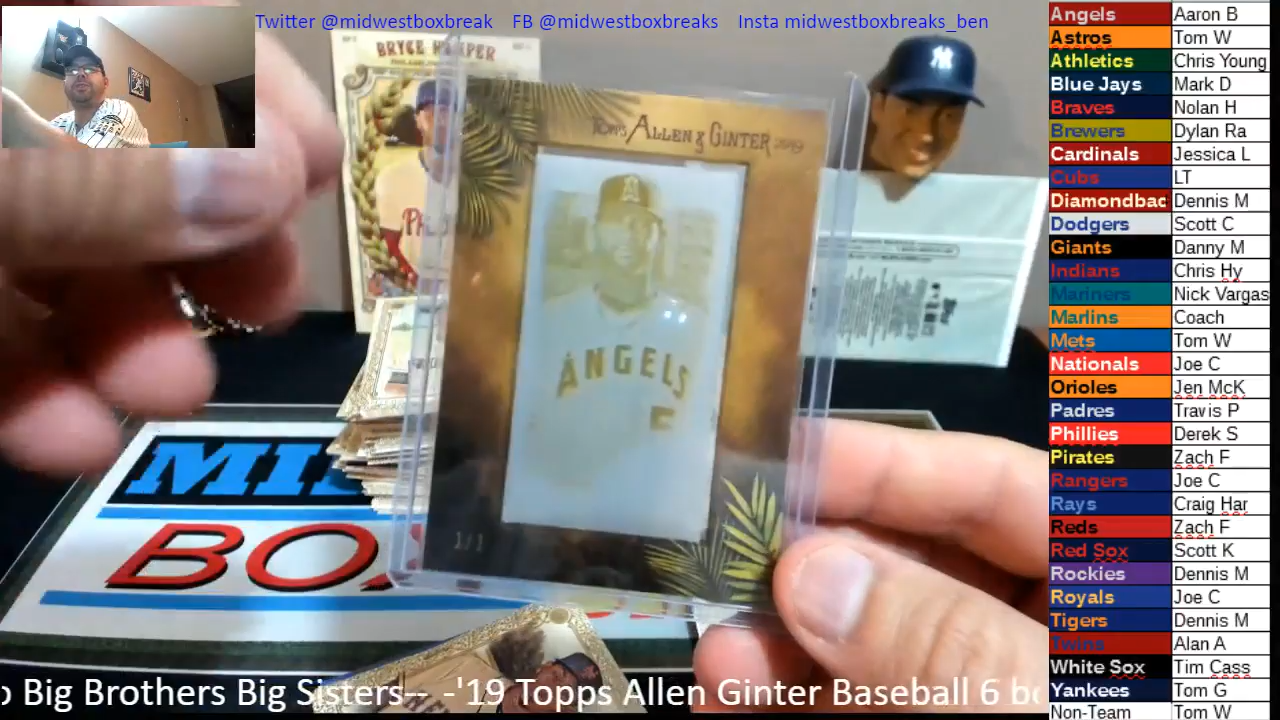 Twitter @midwestboxbreak FB @midwestboxbreaks Insta midwestboxbreaks_ben
BRYCE HARPER
TOPPS ALLEN & GINTER 2019
A
ANGELS
1/1
MI
BO
Angels Aaron B
Astros Tom W
Athletics Chris Young
Blue Jays Mark D
Braves Nolan H
Brewers Dylan Ra
Cardinals Jessica L
Cubs LT
Diamondbac Dennis M
Dodgers Scott C
Giants Danny M
Indians Chris Hy
Mariners Nick Vargas
Marlins Coach
Mets Tom W
Nationals Joe C
Orioles Jen McK
Padres Travis P
Phillies Derek S
Pirates Zach F
Rangers Joe C
Rays Craig Har
Reds Zach F
Red Sox Scott K
Rockies Dennis M
Royals Joe C
Tigers Dennis M
Twins Alan A
White Sox Tim Cass
Yankees Tom G
Non-Team Tom W
o Big Brothers Big Sisters-- -'19 Topps Allen Ginter Baseball 6 b